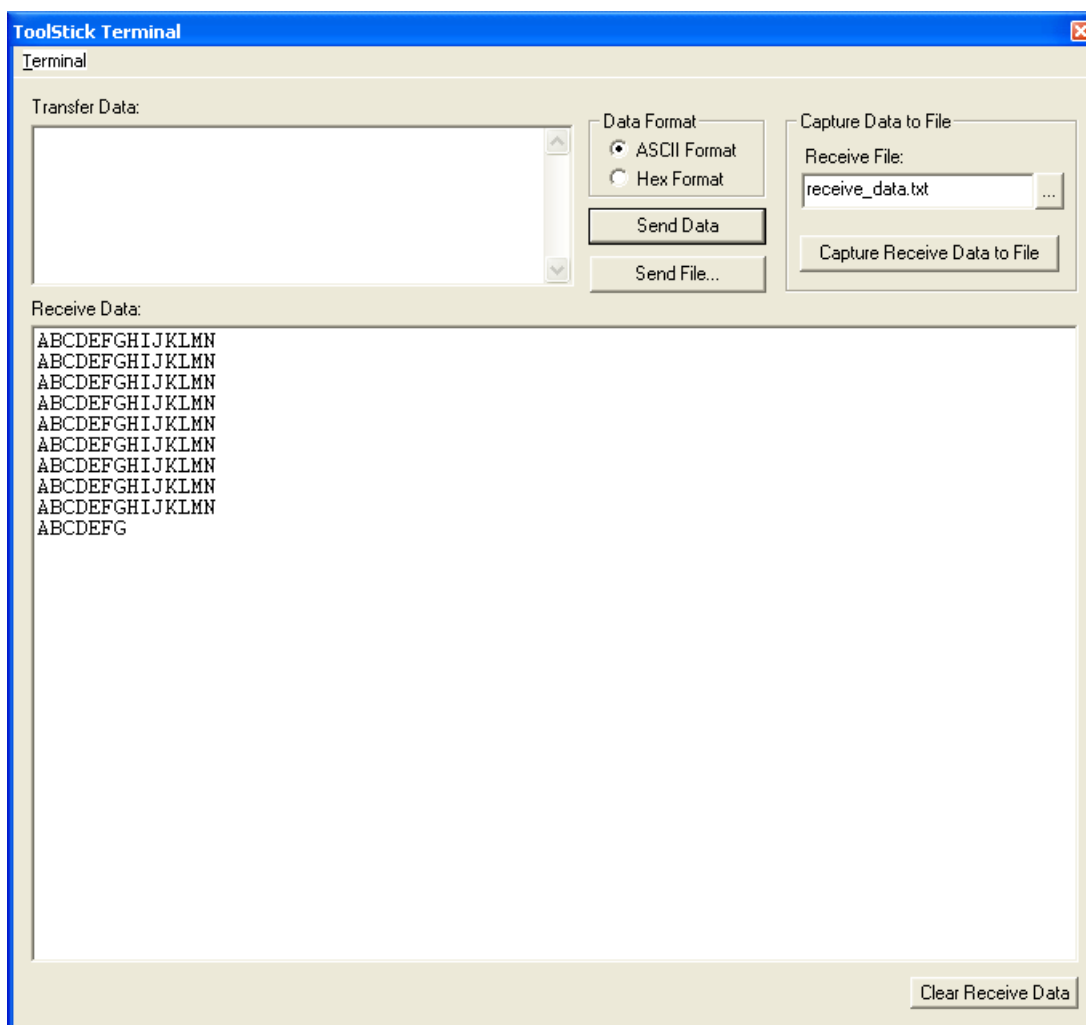 ToolStick Terminal
Terminal
Transfer Data:
Data Format
ASCII Format
Hex Format
Send Data
Send File...
Capture Data to File
Receive File:
receive_data.txt
...
Capture Receive Data to File
Receive Data:
ABCDEFGHIJKLMN
ABCDEFGHIJKLMN
ABCDEFGHIJKLMN
ABCDEFGHIJKLMN
ABCDEFGHIJKLMN
ABCDEFGHIJKLMN
ABCDEFGHIJKLMN
ABCDEFGHIJKLMN
ABCDEFGHIJKLMN
ABCDEFG
Clear Receive Data